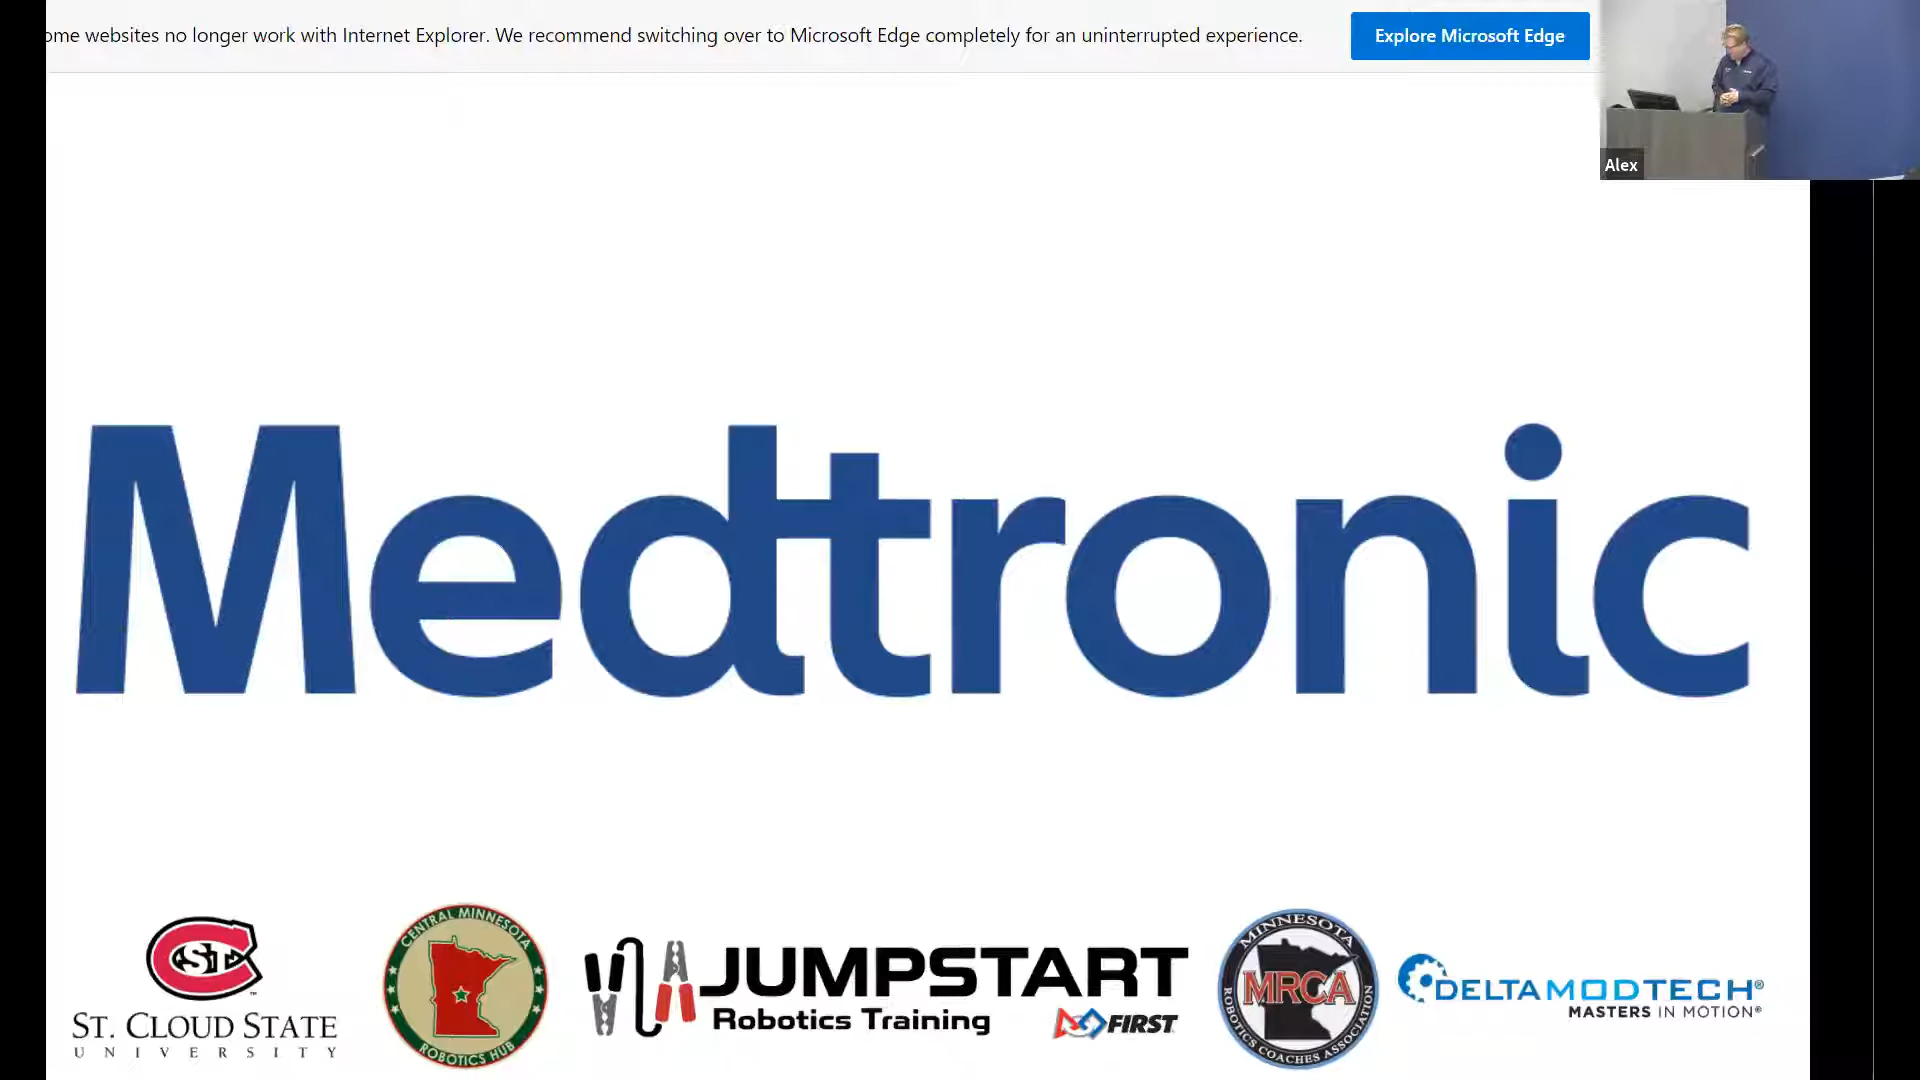 ome websites no longer work with Internet Explorer. We recommend switching over to Microsoft Edge completely for an uninterrupted experience.
Explore Microsoft Edge
Alex
Medtronic
STC
ST. CLOUD STATE
UNIVERSITY
CENTRAL MINNESOTA
ROBOTICS HUB
JUMPSTART
Robotics Training
FIRST
MINNESOTA
MRCA
ROBOTICS COACHES ASSOCIATION
DELTAMODTECH®
MASTERS IN MOTION®